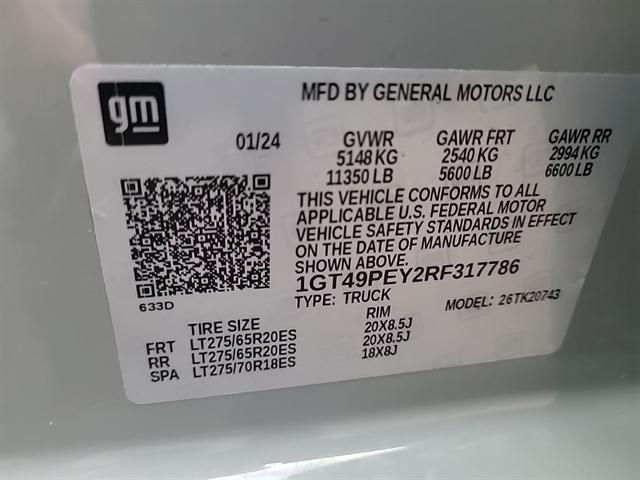 gm
MFD BY GENERAL MOTORS LLC
01/24 GVWR GAWR FRT GAWR RR
5148 KG 2540 KG 2994 KG
11350 LB 5600 LB 6600 LB
THIS VEHICLE CONFORMS TO ALL
APPLICABLE U.S. FEDERAL MOTOR
VEHICLE SAFETY STANDARDS IN EFFECT
ON THE DATE OF MANUFACTURE
SHOWN ABOVE.
1GT49PEY2RF317786
633D TYPE: TRUCK MODEL: 26TK20743
TIRE SIZE RIM
FRT LT275/65R20ES 20X8.5J
RR LT275/65R20ES 20X8.5J
SPA LT275/70R18ES 18X8J